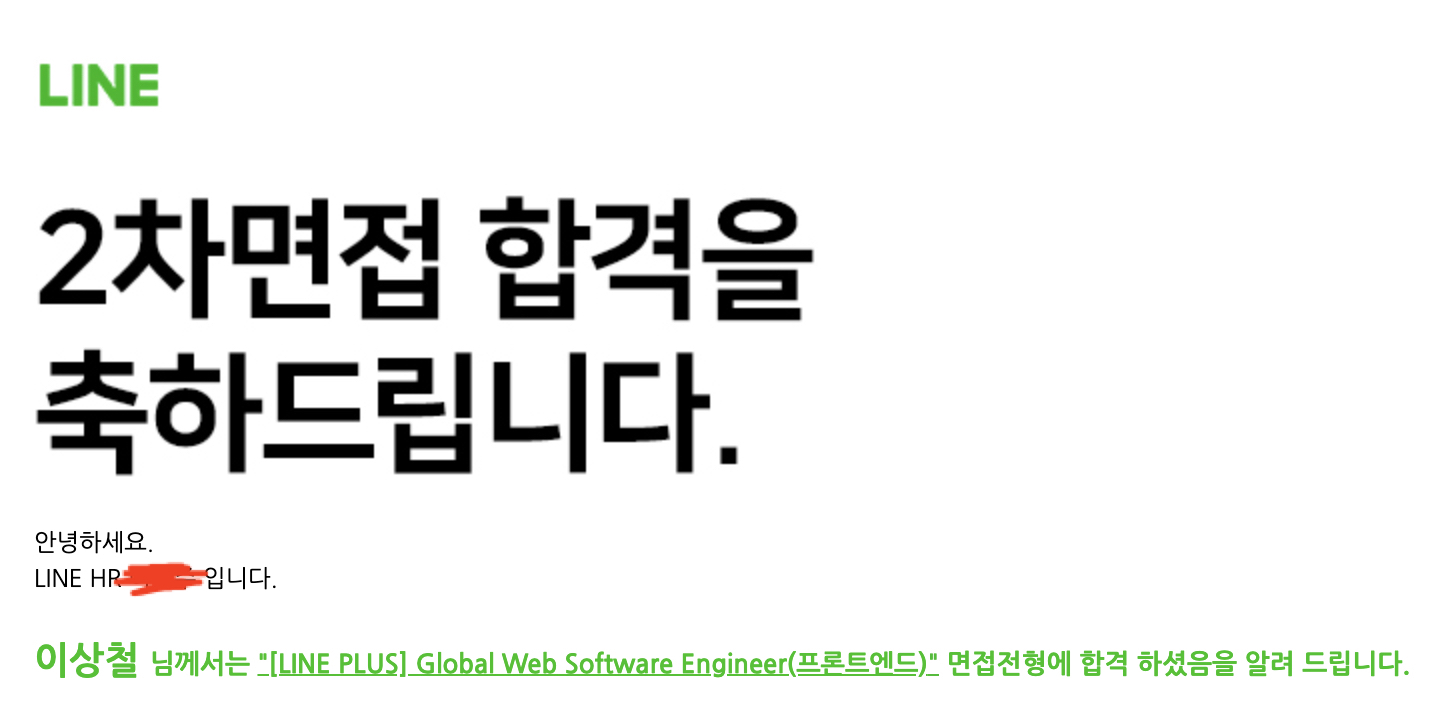 LINE
2차면접 합격을
축하드립니다.
안녕하세요.
LINE HR 입니다.
이상철 님께서는 "[LINE PLUS] Global Web Software Engineer(프론트엔드)" 면접전형에 합격 하셨음을 알려 드립니다.